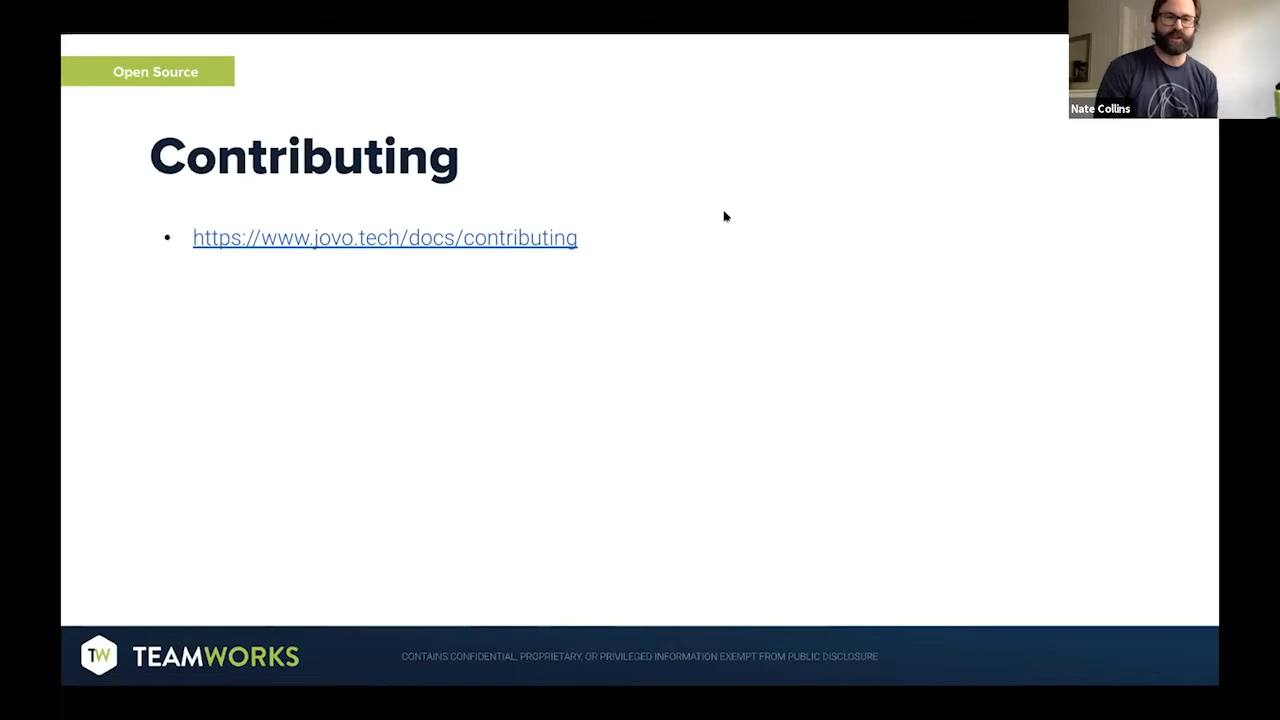 Open Source
Nate Collins
Contributing
• https://www.jovo.tech/docs/contributing
TW TEAMWORKS
CONTAINS CONFIDENTIAL, PROPRIETARY, OR PRIVILEGED INFORMATION EXEMPT FROM PUBLIC DISCLOSURE